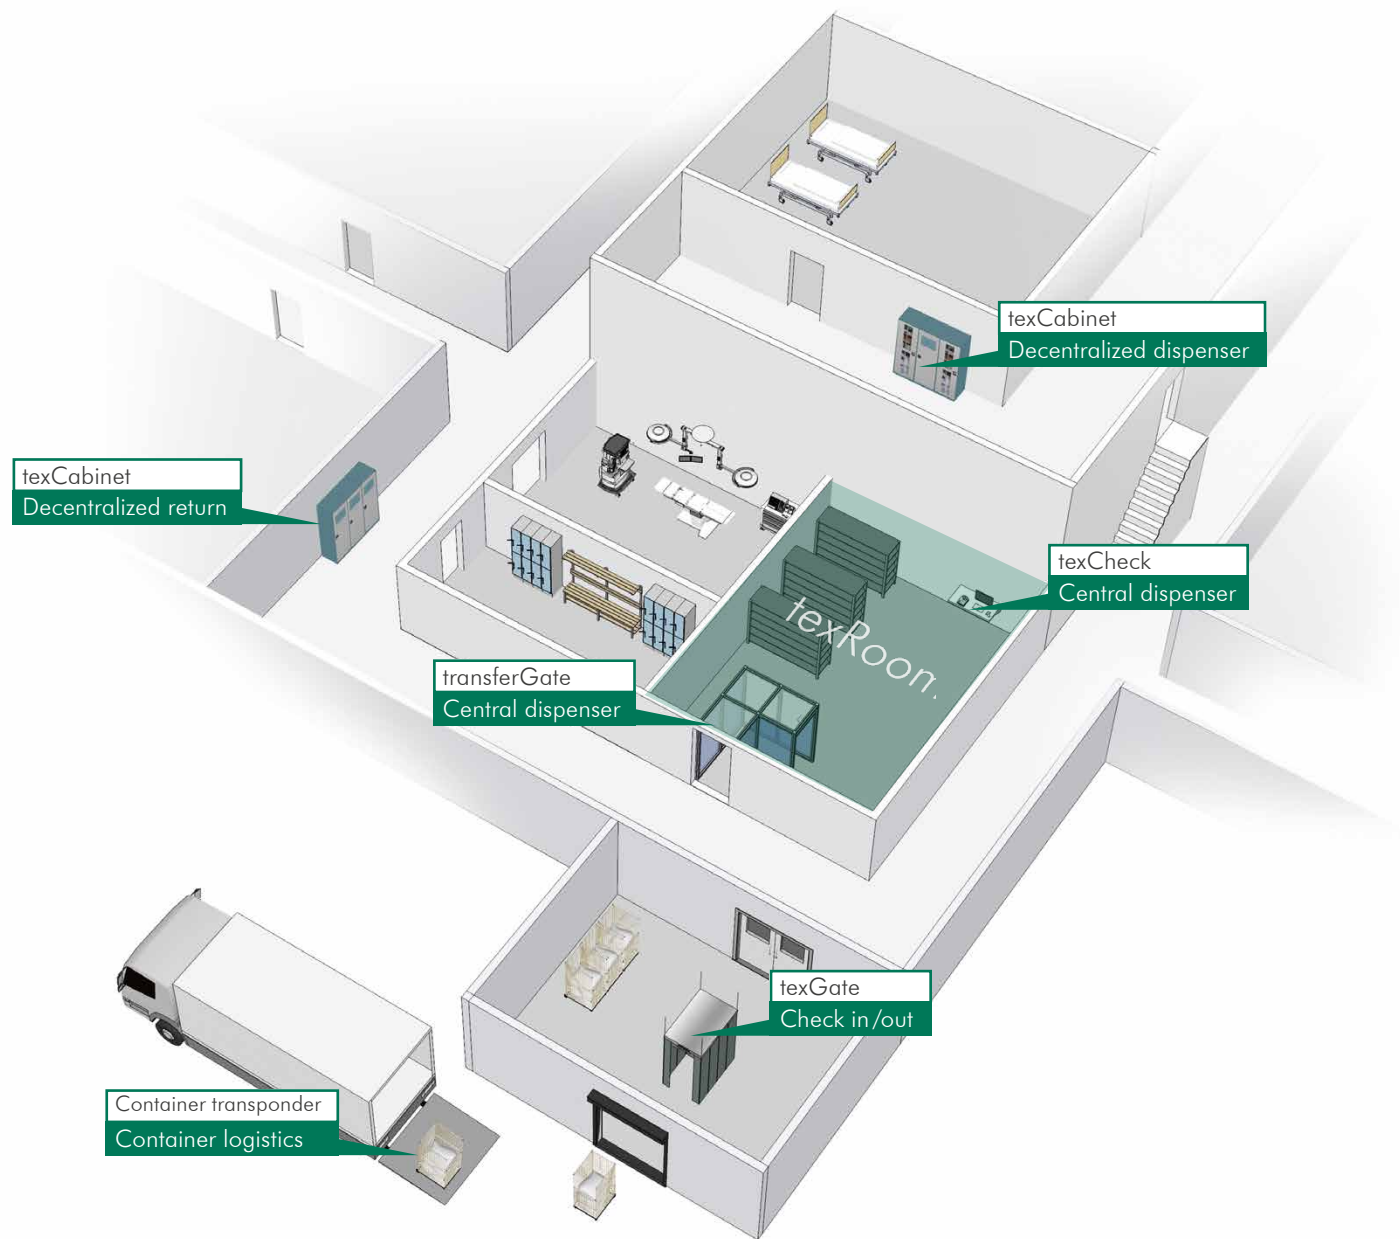 texCabinet
Decentralized dispenser
texCabinet
Decentralized return
texCheck
Central dispenser
texRoom
transferGate
Central dispenser
texGate
Check in/out
Container transponder
Container logistics